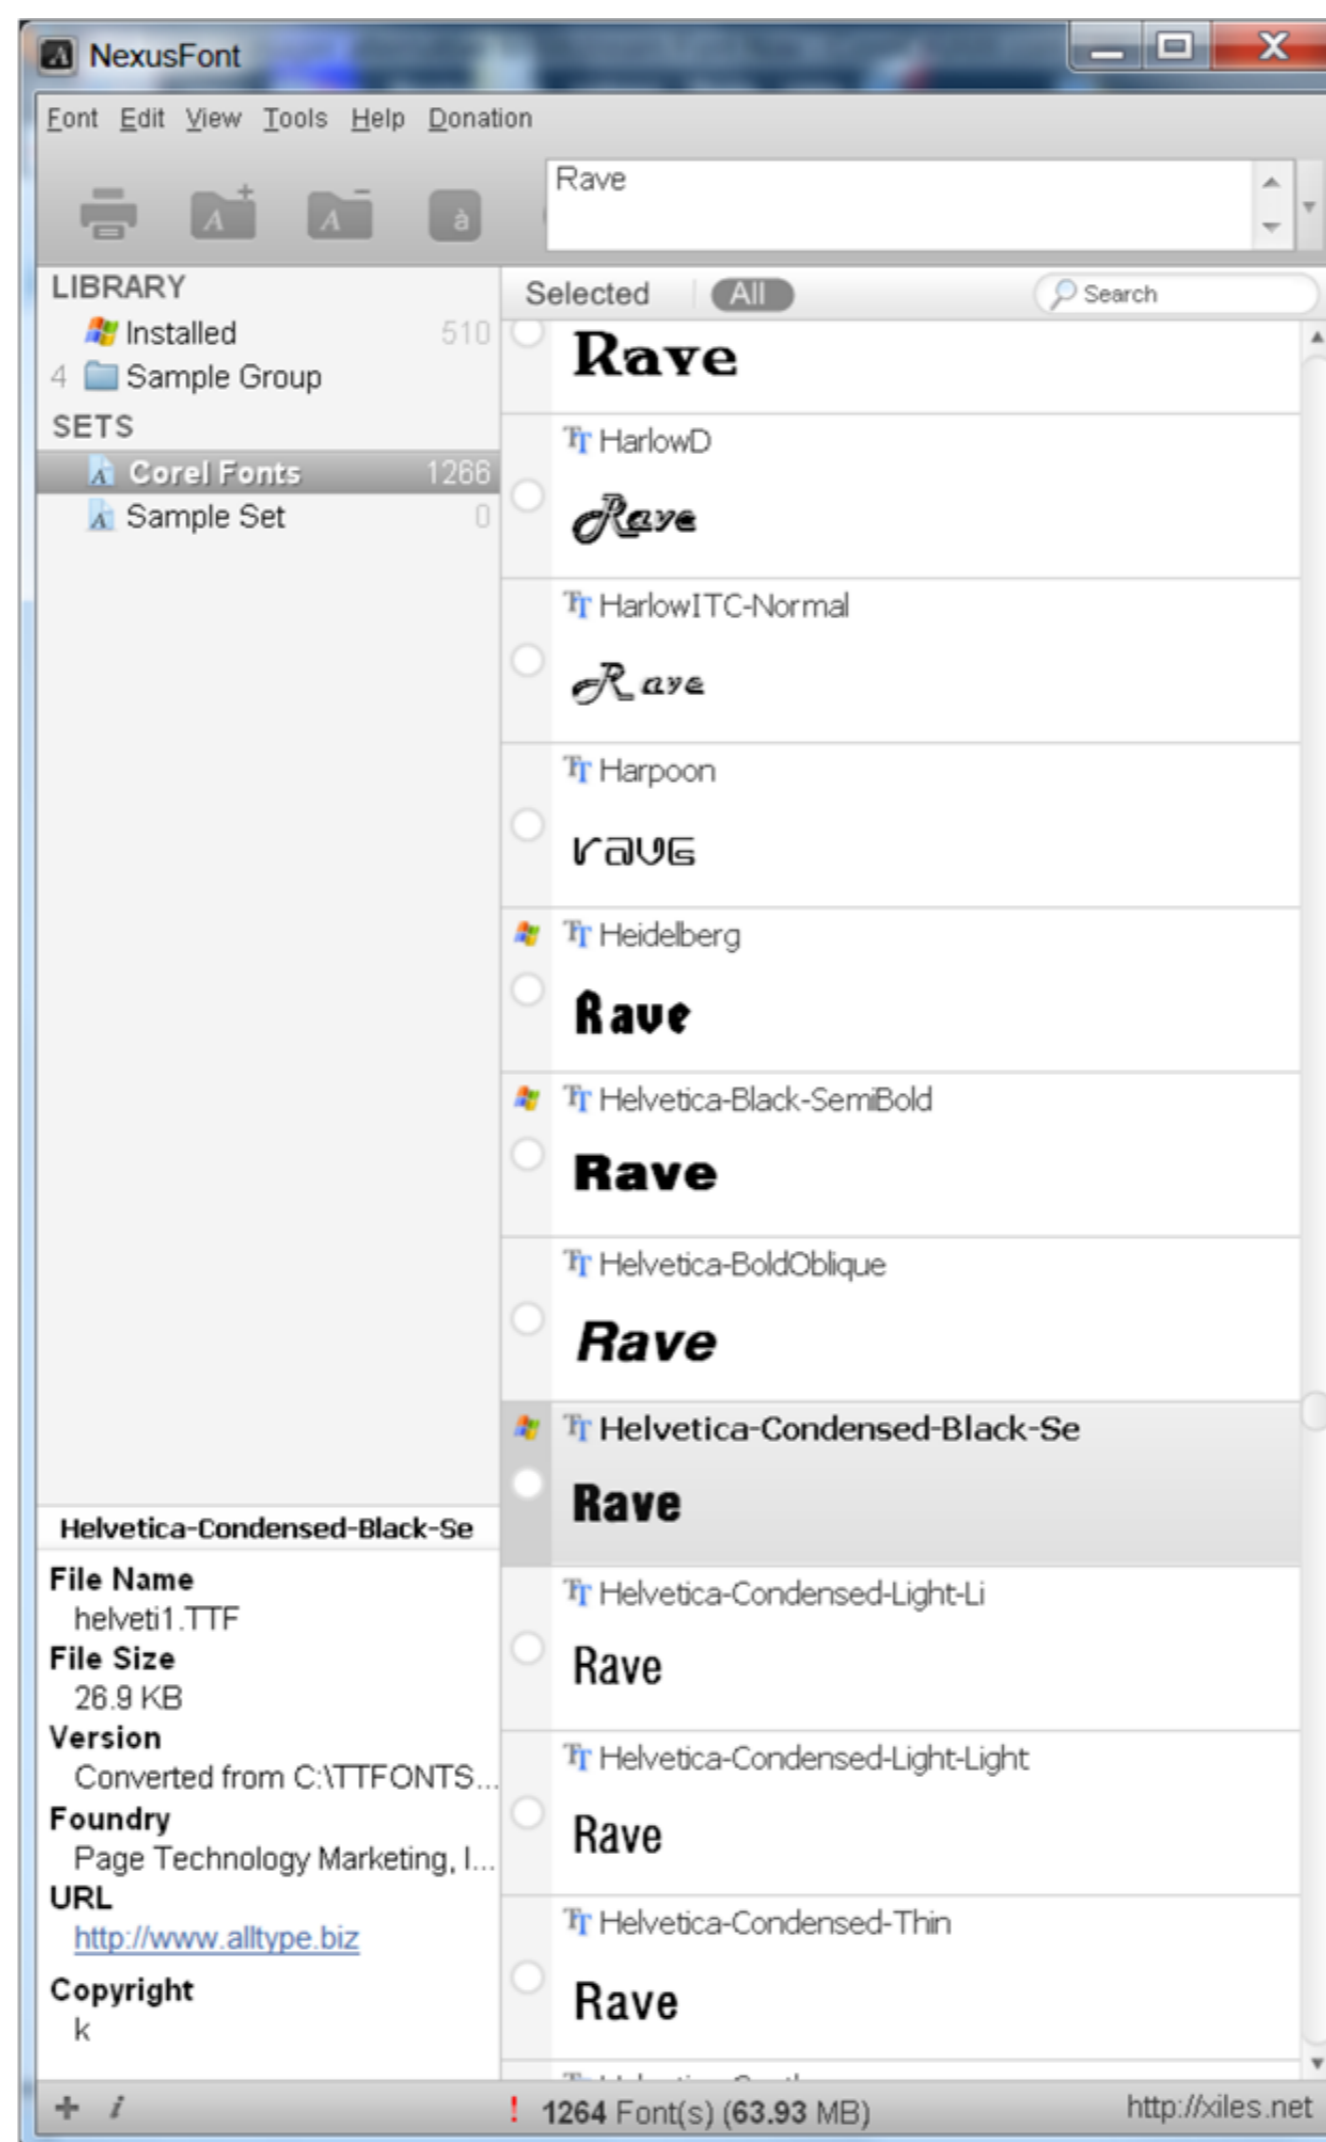 NexusFont
Font Edit View Tools Help Donation
Rave
LIBRARY
Installed 510
4 Sample Group
SETS
Corel Fonts 1266
Sample Set 0
Selected All Search
Rave
HarlowD
Rave
HarlowITC-Normal
Rave
Harpoon
rave
Heidelberg
Rave
Helvetica-Black-SemiBold
Rave
Helvetica-BoldOblique
Rave
Helvetica-Condensed-Black-Se
Rave
Helvetica-Condensed-Light-Li
Rave
Helvetica-Condensed-Light-Light
Rave
Helvetica-Condensed-Thin
Rave
Helvetica-Condensed-Black-Se
File Name
helveti1.TTF
File Size
26.9 KB
Version
Converted from C:\TTFONTS...
Foundry
Page Technology Marketing, I...
URL
http://www.alltype.biz
Copyright
k
! 1264 Font(s) (63.93 MB) http://xiles.net